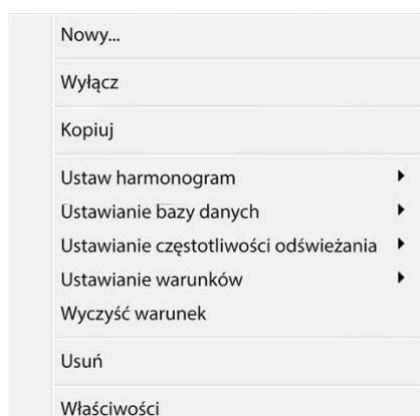 Nowy...
Wyłącz
Kopiuj
Ustaw harmonogram
Ustawianie bazy danych
Ustawianie częstotliwości odświeżania
Ustawianie warunków
Wyczyść warunek
Usuń
Właściwości